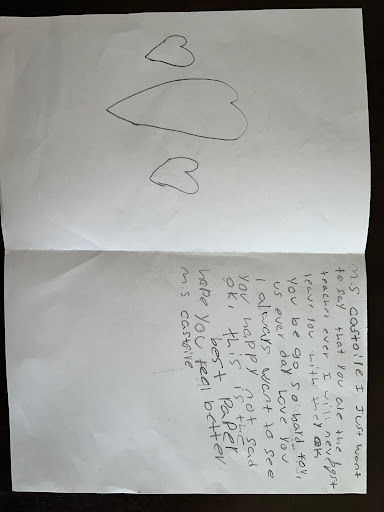 m.s castoire I Just want
to say that you are the best
teacher ever I will never
leave you with they ok
you be go so hard for
us ever day Love you
I always want to see
you happy not sad
ok, this is the
best Paper
hope you feel better
m.s castoire